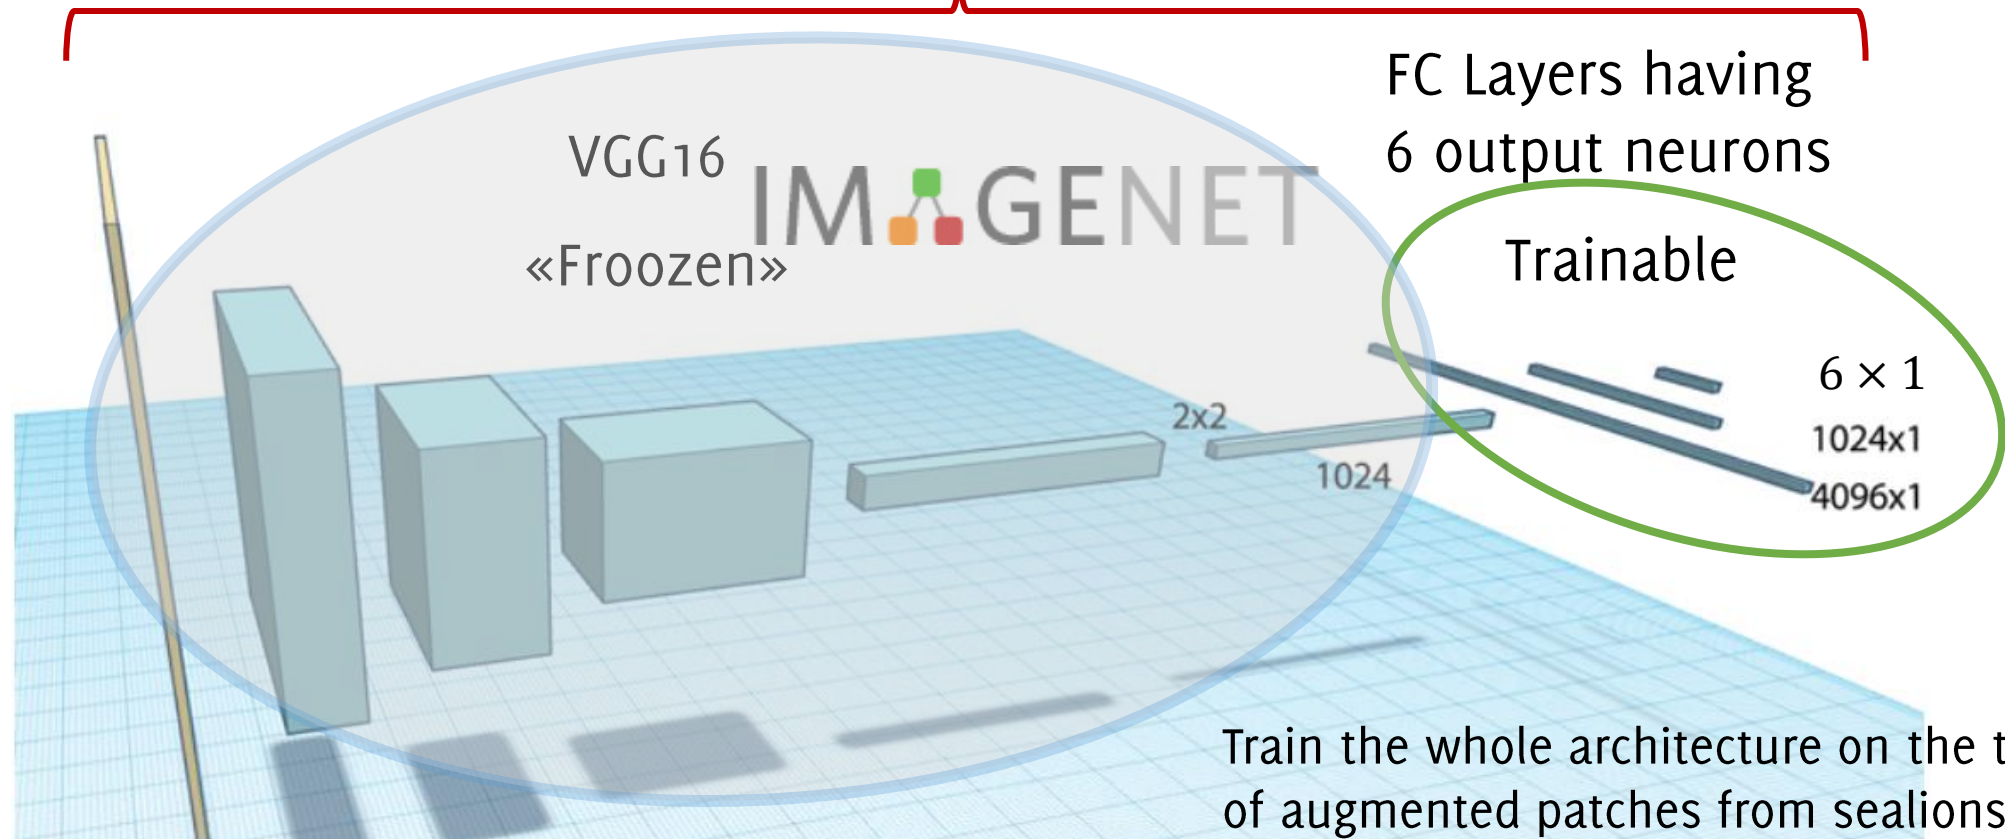 FC Layers having
6 output neurons
VGG16
IMAGENET
«Froozen»
Trainable
6 × 1
2x2
1024x1
1024
4096x1
Train the whole architecture on the
of augmented patches from sealions